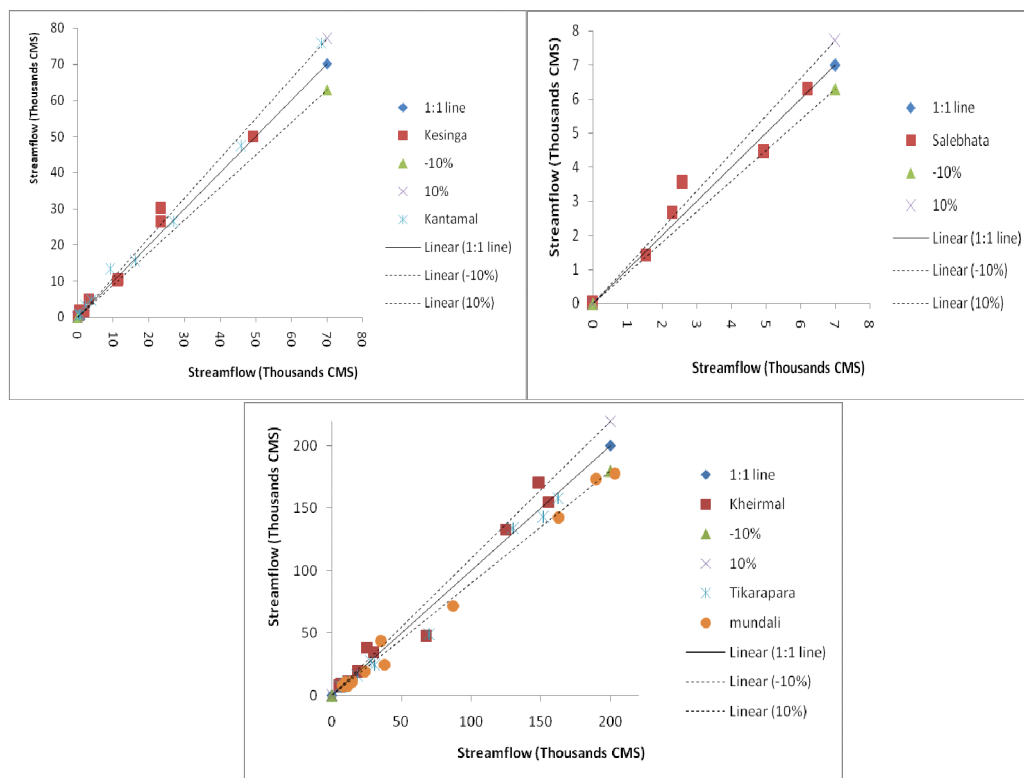 Streamflow (Thousands CMS)
80
70
60
50
40
30
20
10
0
0
10
20
30
40
50
60
70
80
Streamflow (Thousands CMS)
1:1 line
Kesinga
-10%
10%
Kantamal
Linear (1:1 line)
Linear (-10%)
Linear (10%)
Streamflow (Thousands CMS)
8
7
6
5
4
3
2
1
0
0
1
2
3
4
5
6
7
8
Streamflow (Thousands CMS)
1:1 line
Salebhata
-10%
10%
Linear (1:1 line)
Linear (-10%)
Linear (10%)
Streamflow (Thousands CMS)
200
150
100
50
0
0
50
100
150
200
Streamflow (Thousands CMS)
1:1 line
Kheirmal
-10%
10%
Tikarapara
mundali
Linear (1:1 line)
Linear (-10%)
Linear (10%)